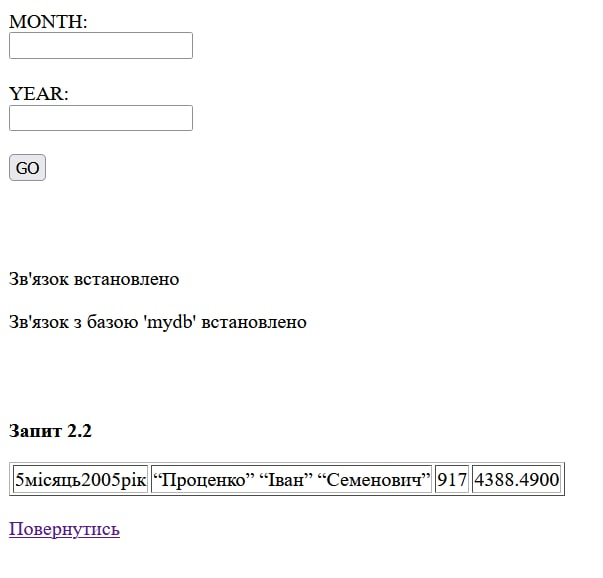 MONTH:
YEAR:
GO
Зв'язок встановлено
Зв'язок з базою 'mydb' встановлено
Запит 2.2
5місяць2005рік “Проценко” “Іван” “Семенович” 917 4388.4900
Повернутись